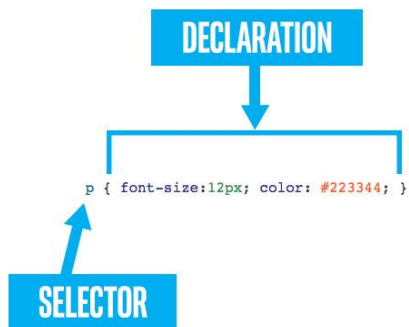 DECLARATION
p { font-size:12px; color: #223344; }
SELECTOR